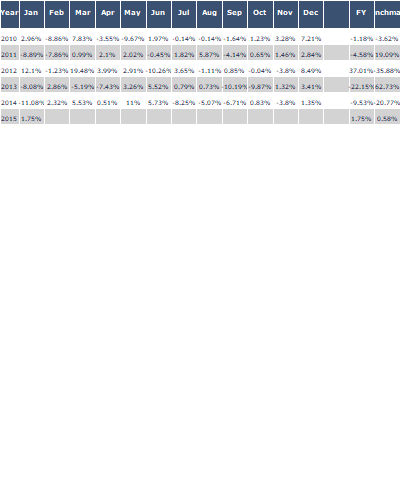 Year Jan Feb Mar Apr May Jun Jul Aug Sep Oct Nov Dec FY nchma
2010 2.96% -8.86% 7.83% -3.55% -9.67% 1.97% -0.14% -0.14% -1.64% 1.23% 3.28% 7.21% -1.18% -3.62%
2011 -8.89% -7.86% 0.99% 2.1% 2.02% -0.45% 1.82% 5.87% -4.14% 0.65% 1.46% 2.84% -4.58% 19.09%
2012 12.1% -1.23% 19.48% 3.99% 2.91% -10.26% 3.65% -1.11% 0.85% -0.04% -3.8% 8.49% 37.01% -35.88%
2013 -8.08% 2.86% -5.19% -7.43% 3.26% 5.52% 0.79% 0.73% -10.19% -9.87% 1.32% 3.41% -22.15% 62.73%
2014 -11.08% 2.32% 5.53% 0.51% 11% 5.73% -8.25% -5.07% -6.71% 0.83% -3.8% 1.35% -9.53% -20.77%
2015 1.75% 1.75% 0.58%